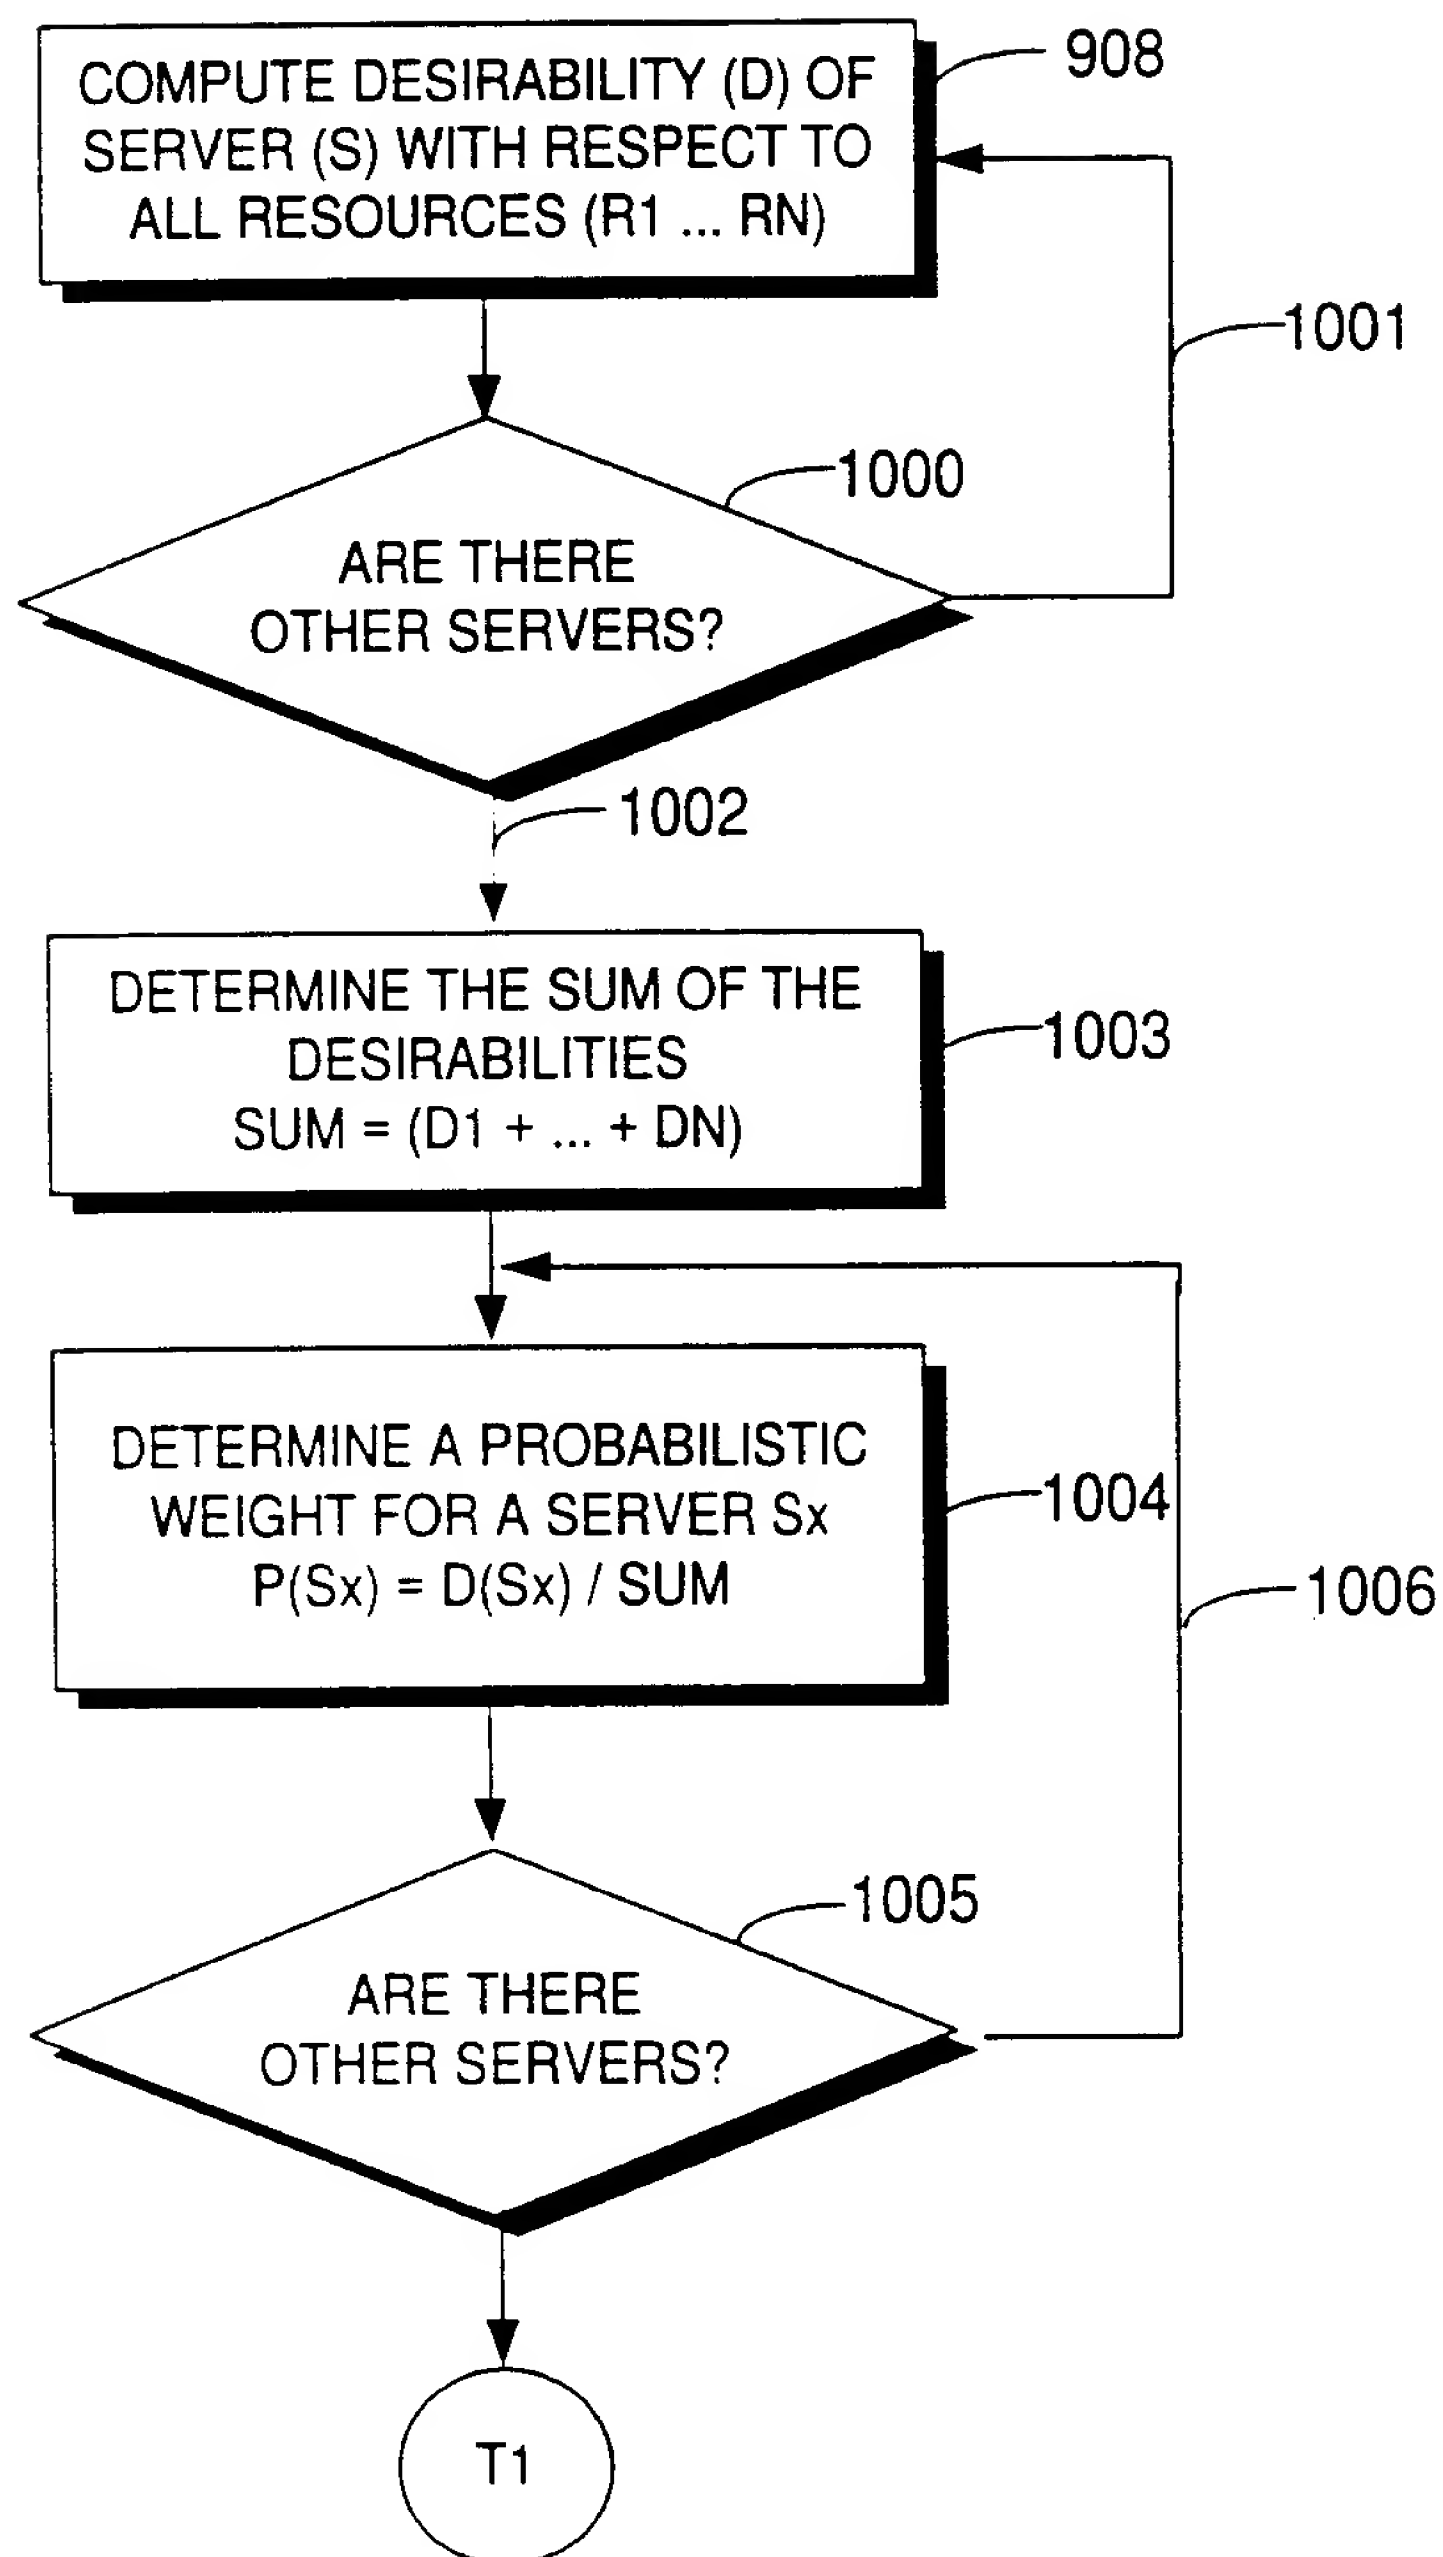 COMPUTE DESIRABILITY (D) OF
SERVER (S) WITH RESPECT TO
ALL RESOURCES (R1 ... RN)
908
1001
1000
ARE THERE
OTHER SERVERS?
1002
DETERMINE THE SUM OF THE
DESIRABILITIES
SUM = (D1 + ... + DN)
1003
DETERMINE A PROBABILISTIC
WEIGHT FOR A SERVER Sx
P(Sx) = D(Sx) / SUM
1004
1006
1005
ARE THERE
OTHER SERVERS?
T1